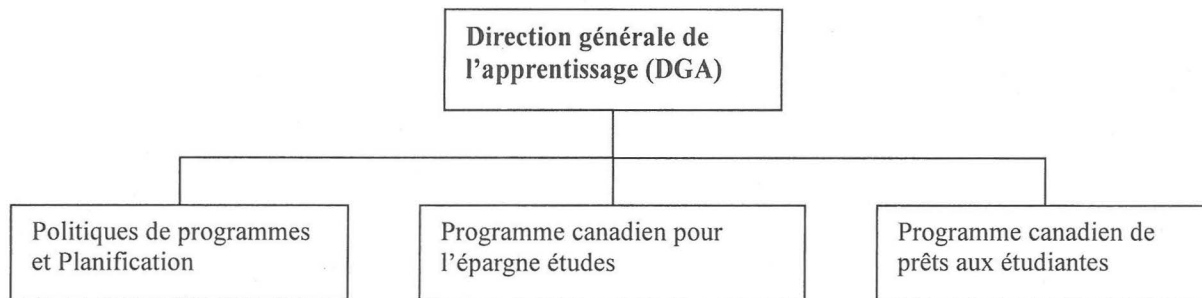 Direction générale de
l'apprentissage (DGA)
Politiques de programmes
et Planification
Programme canadien pour
l'épargne études
Programme canadien de
prêts aux étudiantes